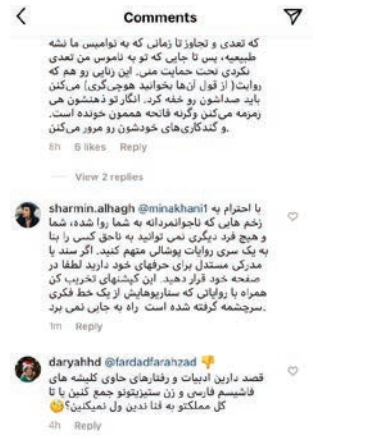 Comments
که تعدی و تجاوز تا زمانی که به نوامیس ما نشه
طبیعیه، پس تا جایی که تو به ناموس من تعدی
نکردی تحت حمایت منی. این زنایی رو هم که
روایت( از قول آن‌ها بخوانید هوچی‌گری) می‌کنن
باید صداشون رو خفه کرد. انگار تو ذهنشون هی
زمزمه می‌کنن وگرنه فاتحه هممون خونده است.
و گندکاری‌های خودشون رو مرور می‌کنن.
8h 6 likes Reply
View 2 replies
sharmin.alhagh @minakhani1 با احترام به
زخم هایی که ناجوانمردانه به شما روا شده، شما
و هیچ فرد دیگری نمی توانید به ناحق کسی را بنا
به یک سری روایات پوشالی متهم کنید. اگر سند یا
مدرکی مستدل برای حرفهای خود دارید لطفا در
صفحه خود قرار دهید. این کپشنهای تخریب کن
همراه با روایاتی که سناریوهایش از یک خط فکری
سرچشمه گرفته شده است راه به جایی نمی برد.
1m Reply
daryahhd @fardadfarahzad 👎
قصد دارین ادبیات و رفتارهای حاوی کلیشه های
فاشیسم فارسی و زن ستیزیتونو جمع کنین یا تا
کل مملکتو به فنا ندین ول نمیکنین؟🧐
4h Reply